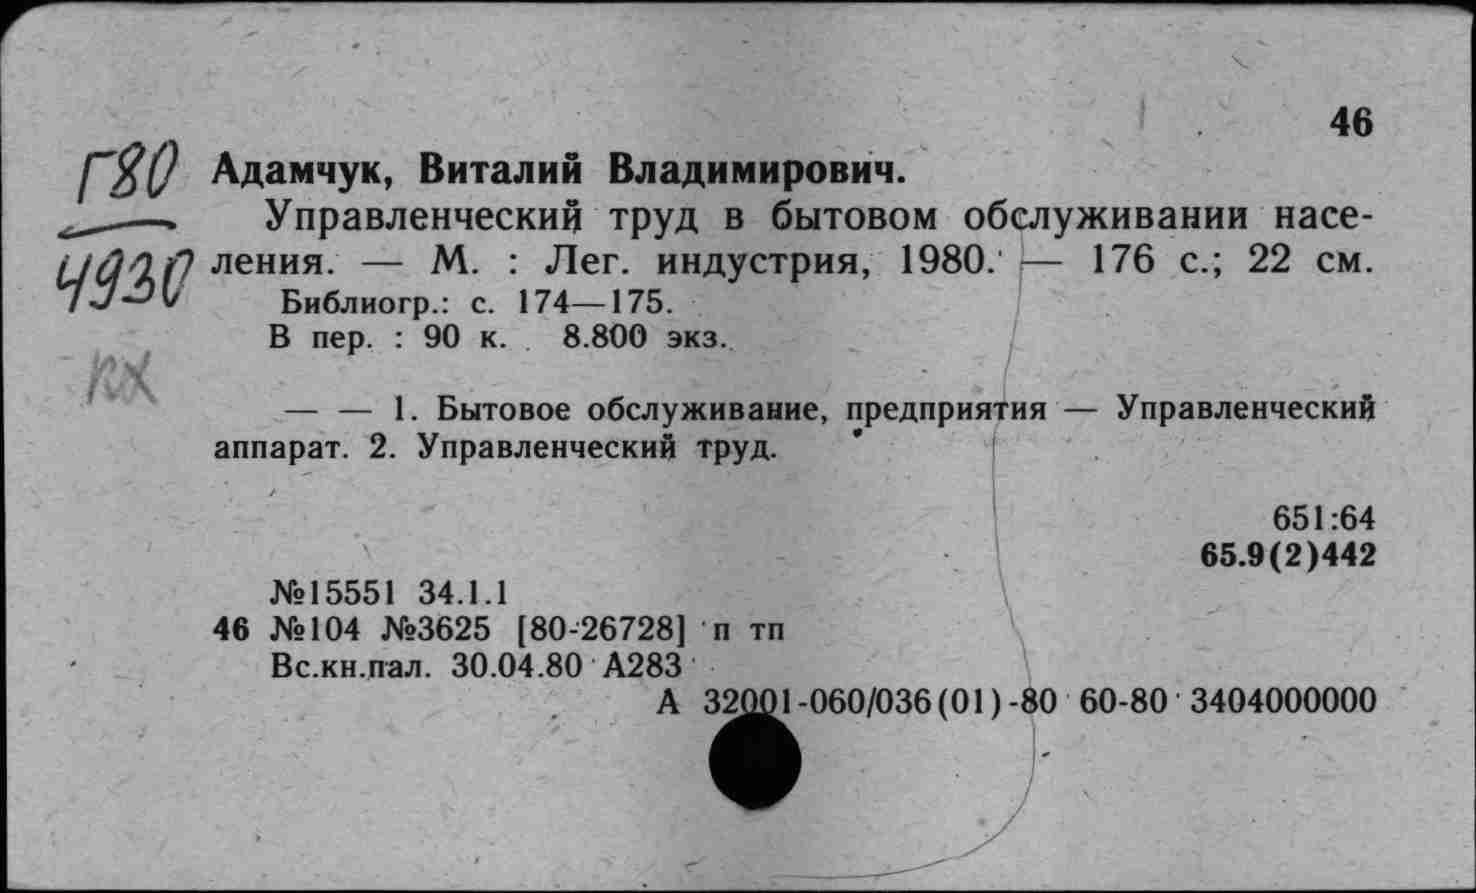 46
Г80
4930
кх
Адамчук, Виталий Владимирович.
Управленческий труд в бытовом обслуживании насе-
ления. — М. : Лег. индустрия, 1980. — 176 с.; 22 см.
Библиогр.: с. 174—175.
В пер. : 90 к. 8.800 экз.
— — 1. Бытовое обслуживание, предприятия — Управленческий
аппарат. 2. Управленческий труд.
651:64
65.9(2)442
№15551 34.1.1
46 №104 №3625 [80-26728] п тп
Вс.кн.пал. 30.04.80 А283
А 32001-060/036(01)-80 60-80 3404000000